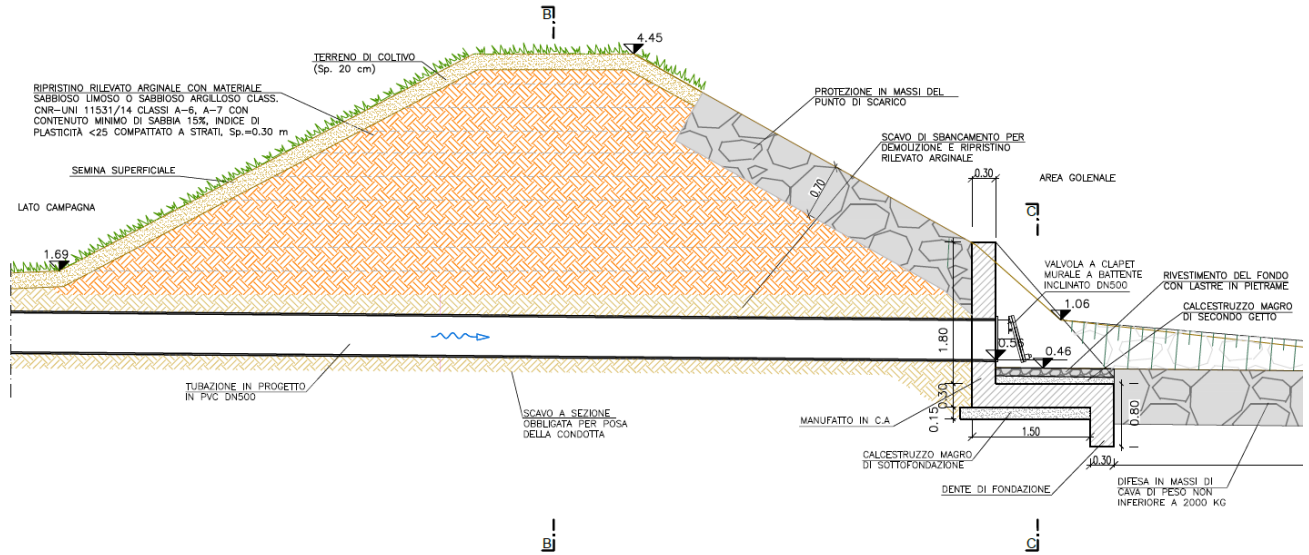 B
4.45
TERRENO DI COLTIVO
(Sp. 20 cm)
RIPRISTINO RILEVATO ARGINALE CON MATERIALE
SABBIOSO LIMOSO O SABBIOSO ARGILLOSO CLASS.
CNR-UNI 11531/14 CLASSI A-6, A-7 CON
CONTENUTO MINIMO DI SABBIA 15%, INDICE DI
PLASTICITÀ <25 COMPATTATO A STRATI, Sp.=0.30 m
PROTEZIONE IN MASSI DEL
PUNTO DI SCARICO
SCAVO DI SBANCAMENTO PER
DEMOLIZIONE E RIPRISTINO
RILEVATO ARGINALE
SEMINA SUPERFICIALE
0.30
AREA GOLENALE
0.70
LATO CAMPAGNA
C
1.69
VALVOLA A CLAPET
MURALE A BATTENTE
INCLINATO DN500
RIVESTIMENTO DEL FONDO
CON LASTRE IN PIETRAME
1.06
CALCESTRUZZO MAGRO
DI SECONDO GETTO
1.80
0.56
0.46
TUBAZIONE IN PROGETTO
IN PVC DN500
0.30
0.15
0.80
SCAVO A SEZIONE
OBBLIGATA PER POSA
DELLA CONDOTTA
MANUFATTO IN C.A
1.50
CALCESTRUZZO MAGRO
DI SOTTOFONDAZIONE
0.30
DENTE DI FONDAZIONE
DIFESA IN MASSI DI
CAVA DI PESO NON
INFERIORE A 2000 KG
B
C